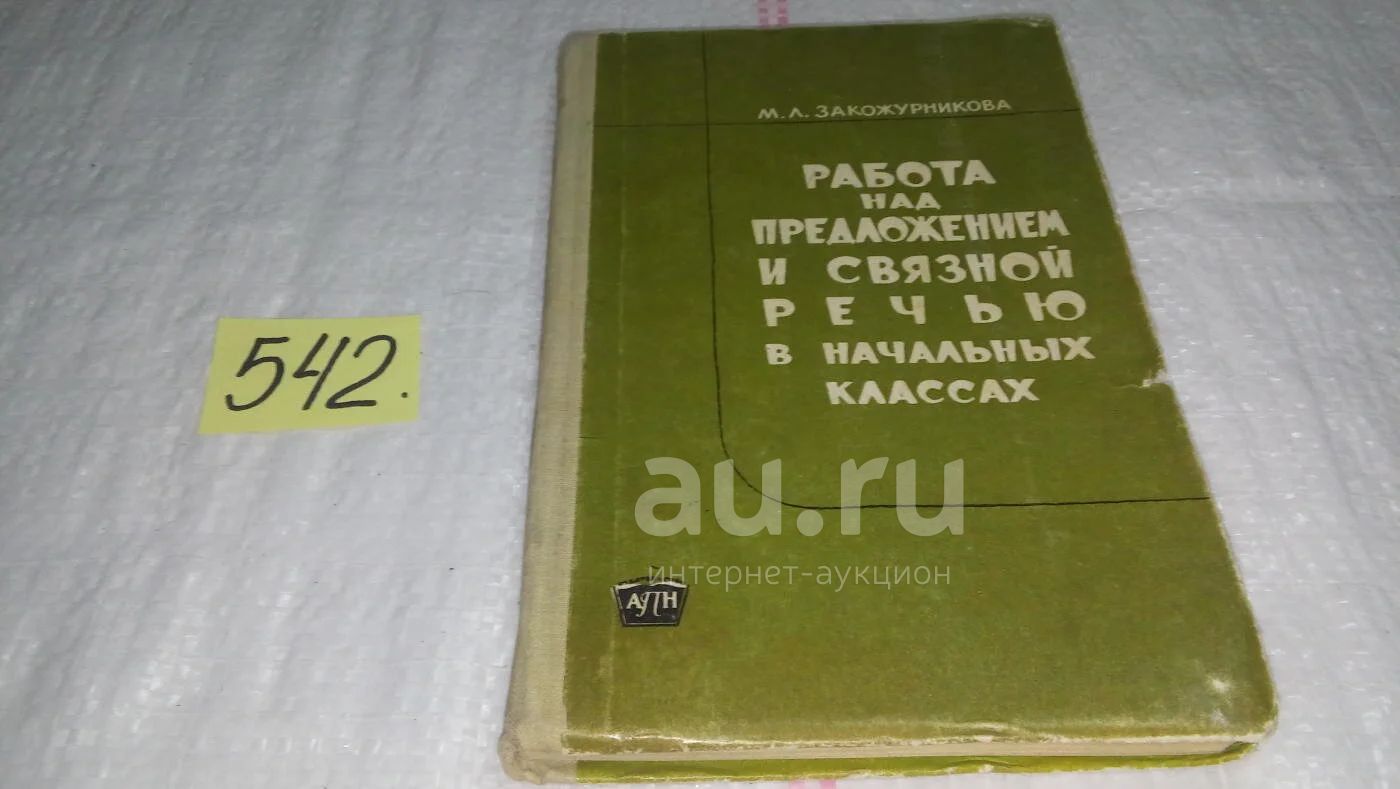 М.Л. ЗАКОЖУРНИКОВА
РАБОТА
НАД
ПРЕДЛОЖЕНИЕМ
И СВЯЗНОЙ
РЕЧЬЮ
В НАЧАЛЬНЫХ
КЛАССАХ
542.
au.ru
интернет-аукцион
АПН